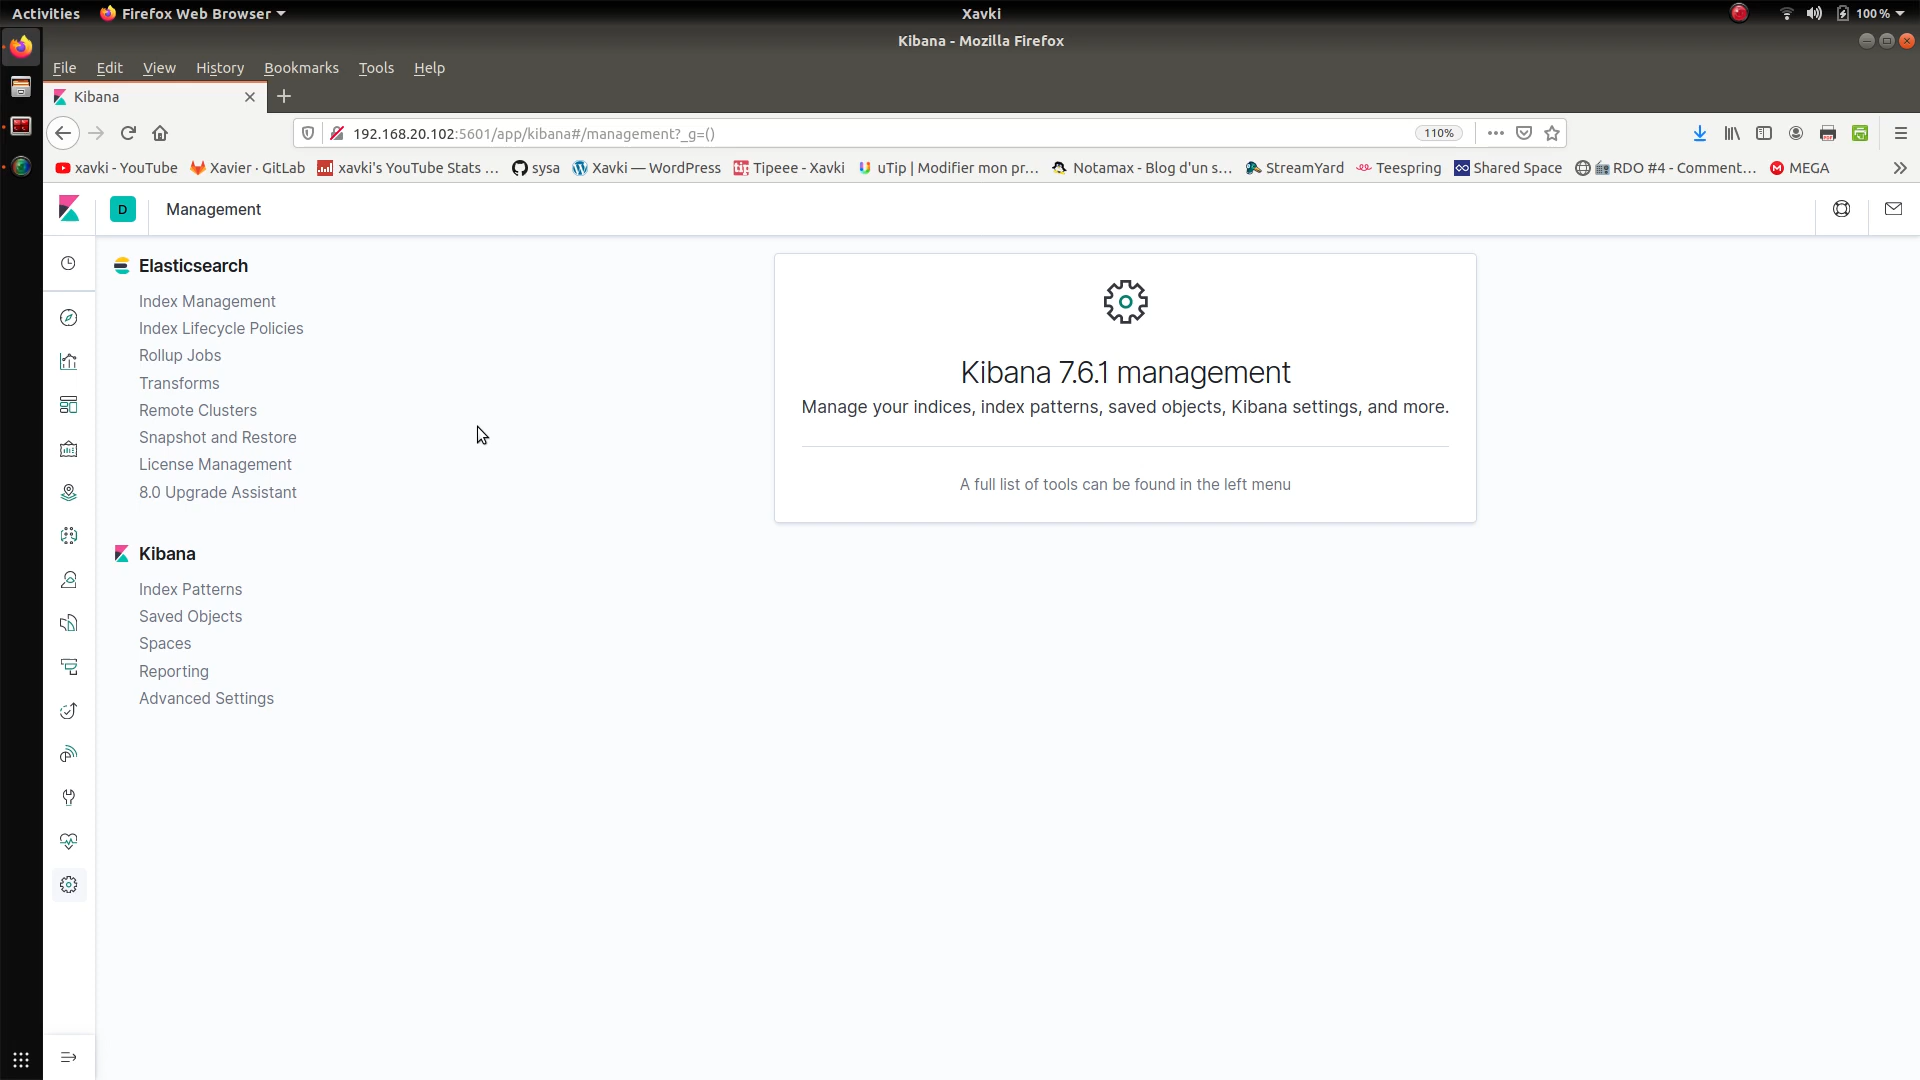 Activities Firefox Web Browser Xavki 100 %
Kibana - Mozilla Firefox
File Edit View History Bookmarks Tools Help
Kibana
192.168.20.102:5601/app/kibana#/management?_g=() 110%
xavki - YouTube Xavier · GitLab xavki's YouTube Stats ... sysa Xavki — WordPress Tipeee - Xavki uTip | Modifier mon pr... Notamax - Blog d'un s... StreamYard Teespring Shared Space RDO #4 - Comment... MEGA
D Management
Elasticsearch
Index Management
Index Lifecycle Policies
Rollup Jobs
Transforms
Remote Clusters
Snapshot and Restore
License Management
8.0 Upgrade Assistant
Kibana
Index Patterns
Saved Objects
Spaces
Reporting
Advanced Settings
Kibana 7.6.1 management
Manage your indices, index patterns, saved objects, Kibana settings, and more.
A full list of tools can be found in the left menu